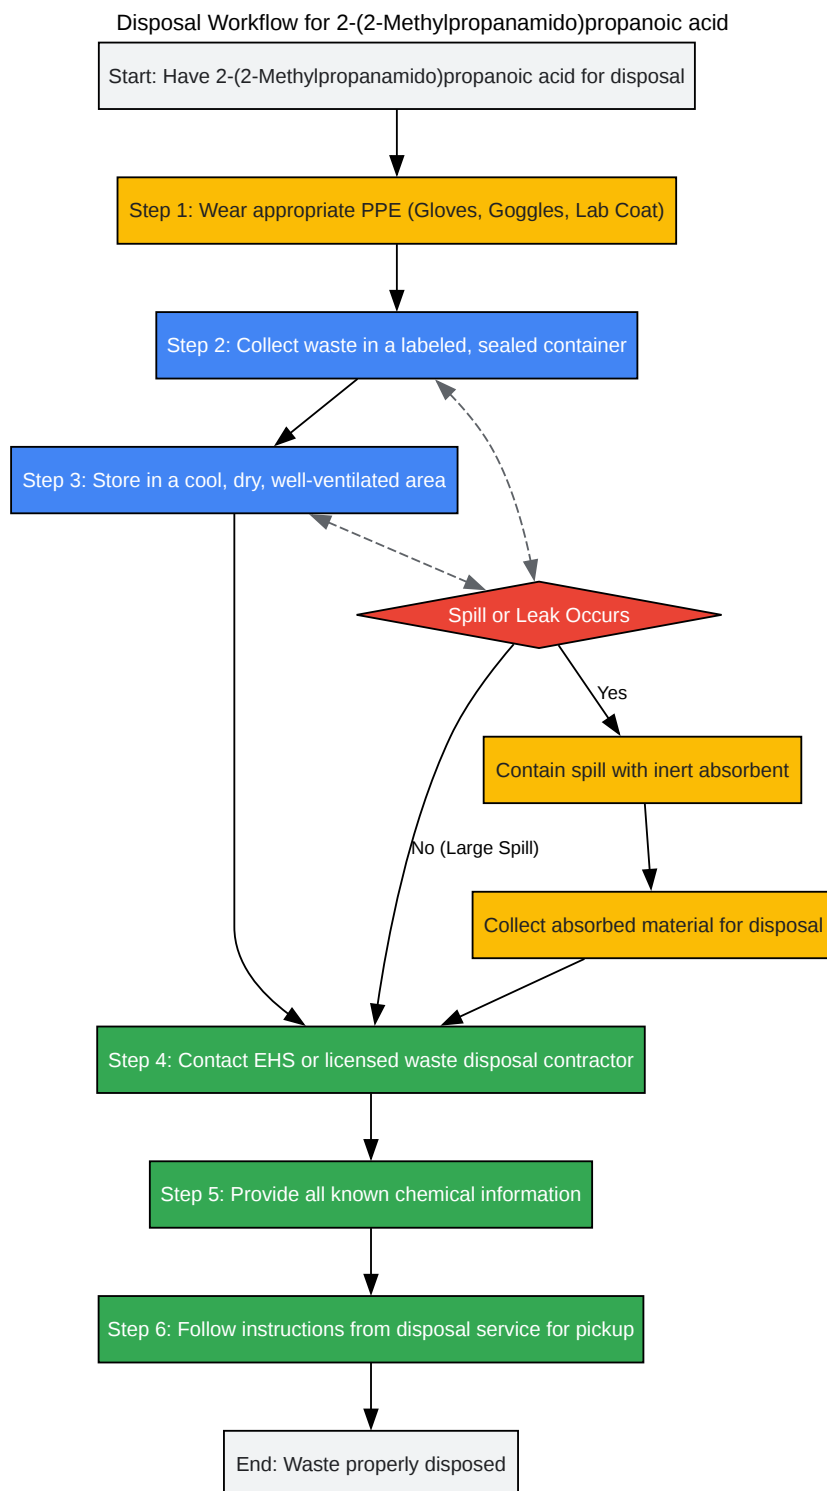 Disposal Workflow for 2-(2-Methylpropanamido)propanoic acid
Start: Have 2-(2-Methylpropanamido)propanoic acid for disposal
Step 1: Wear appropriate PPE (Gloves, Goggles, Lab Coat)
Step 2: Collect waste in a labeled, sealed container
Step 3: Store in a cool, dry, well-ventilated area
Spill or Leak Occurs
Yes
Contain spill with inert absorbent
No (Large Spill)
Collect absorbed material for disposal
Step 4: Contact EHS or licensed waste disposal contractor
Step 5: Provide all known chemical information
Step 6: Follow instructions from disposal service for pickup
End: Waste properly disposed